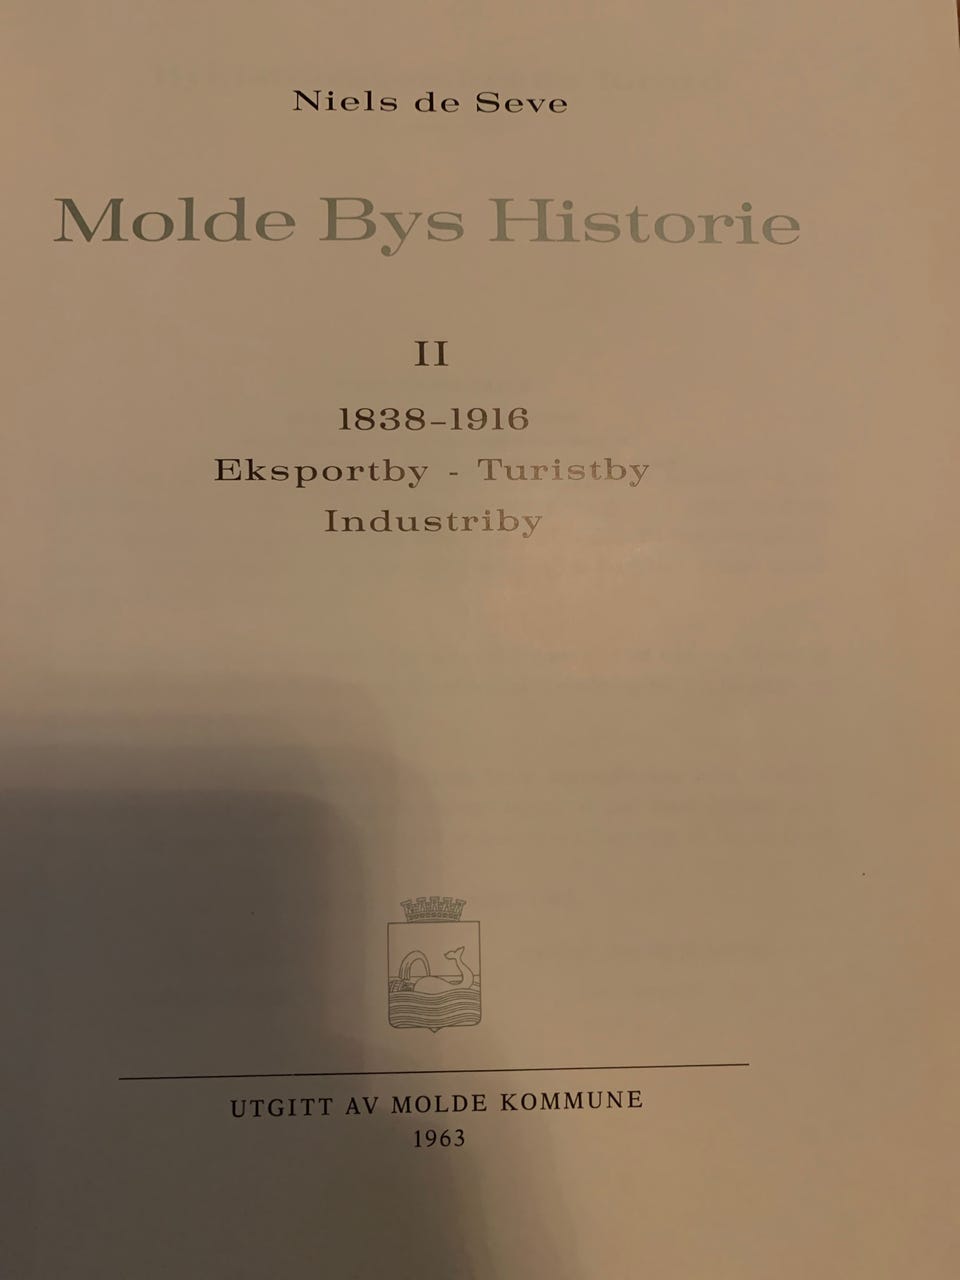 Niels de Seve
Molde Bys Historie
II
1838–1916
Eksportby - Turistby
Industriby
UTGITT AV MOLDE KOMMUNE
1963